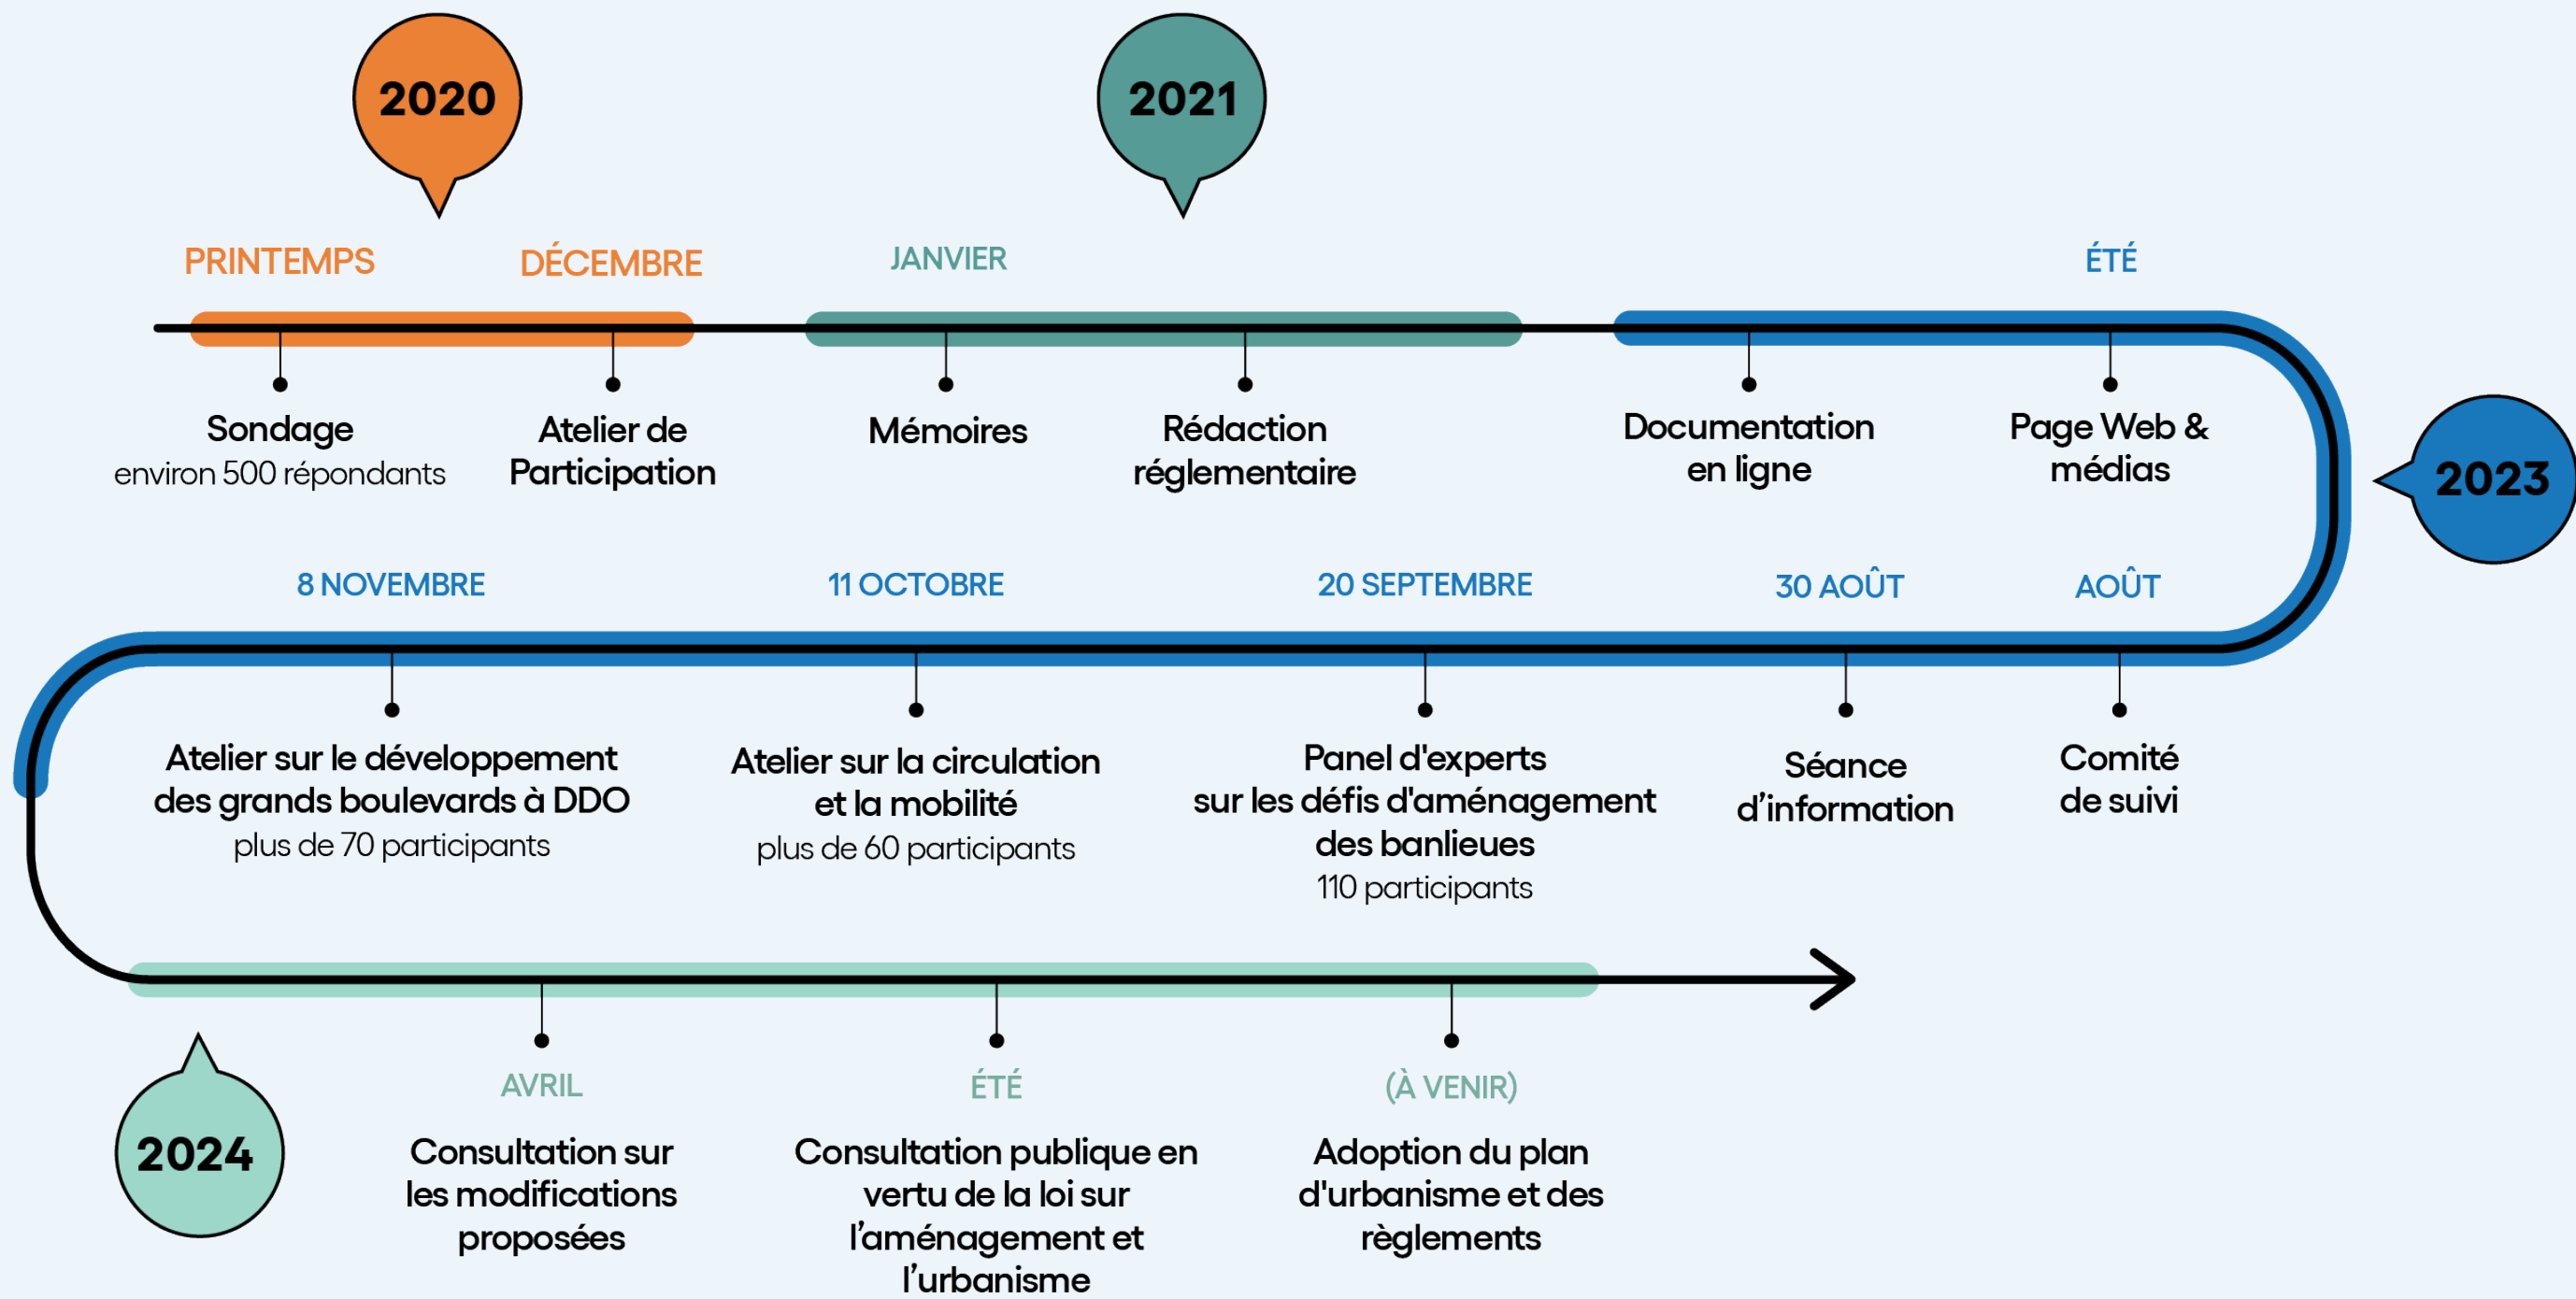 2020
2021
PRINTEMPS
DÉCEMBRE
JANVIER
ÉTÉ
Sondage
environ 500 répondants
Atelier de
Participation
Mémoires
Rédaction
réglementaire
Documentation
en ligne
Page Web &
médias
2023
8 NOVEMBRE
11 OCTOBRE
20 SEPTEMBRE
30 AOÛT
AOÛT
Atelier sur le développement
des grands boulevards à DDO
plus de 70 participants
Atelier sur la circulation
et la mobilité
plus de 60 participants
Panel d'experts
sur les défis d'aménagement
des banlieues
110 participants
Séance
d’information
Comité
de suivi
2024
AVRIL
Consultation sur
les modifications
proposées
ÉTÉ
Consultation publique en
vertu de la loi sur
l’aménagement et
l’urbanisme
(À VENIR)
Adoption du plan
d'urbanisme et des
règlements